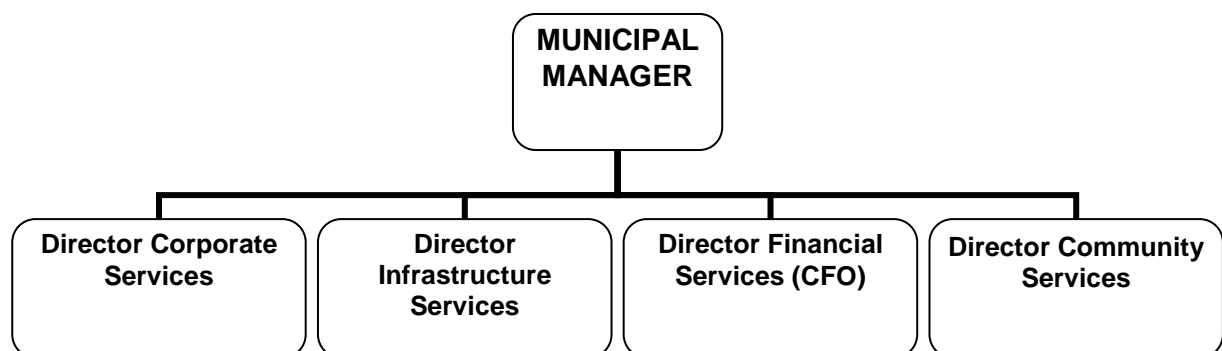 MUNICIPAL
MANAGER
Director Corporate
Services
Director
Infrastructure
Services
Director Financial
Services (CFO)
Director Community
Services